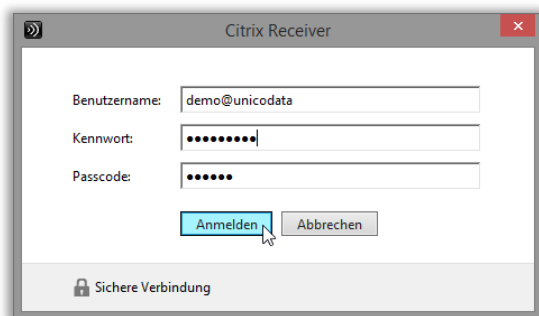 Citrix Receiver
Benutzername: demo@unicodata
Kennwort: •••••••••
Passcode: ••••••
Anmelden Abbrechen
Sichere Verbindung